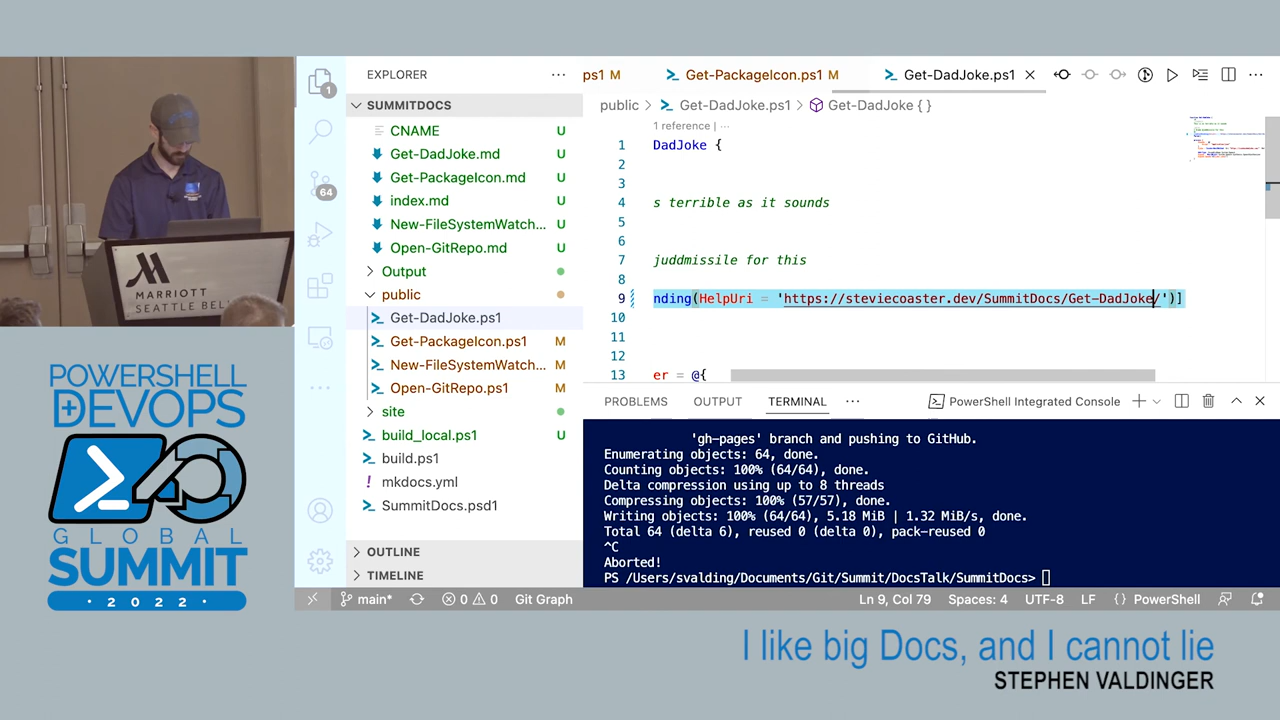 EXPLORER
ps1 M
Get-PackageIcon.ps1 M
Get-DadJoke.ps1
SUMMITDOCS
public > Get-DadJoke.ps1 > Get-DadJoke { }
1 reference | ...
CNAME U
Get-DadJoke.md U
Get-PackageIcon.md U
index.md U
New-FileSystemWatch... U
Open-GitRepo.md U
Output
public
Get-DadJoke.ps1
Get-PackageIcon.ps1 M
New-FileSystemWatch... M
Open-GitRepo.ps1 M
site
build_local.ps1 U
build.ps1
mkdocs.yml
SummitDocs.psd1
OUTLINE
TIMELINE
1
64
1 DadJoke {
2
3
4 s terrible as it sounds
5
6
7 juddmissile for this
8
9 nding(HelpUri = 'https://steviecoaster.dev/SummitDocs/Get-DadJoke/')]
10
11
12
13 er = @{
PROBLEMS OUTPUT TERMINAL ... PowerShell Integrated Console
'gh-pages' branch and pushing to GitHub.
Enumerating objects: 64, done.
Counting objects: 100% (64/64), done.
Delta compression using up to 8 threads
Compressing objects: 100% (57/57), done.
Writing objects: 100% (64/64), 5.18 MiB | 1.32 MiB/s, done.
Total 64 (delta 6), reused 0 (delta 0), pack-reused 0
^C
Aborted!
PS /Users/svalding/Documents/Git/Summit/DocsTalk/SummitDocs>
main* 0 0 Git Graph Ln 9, Col 79 Spaces: 4 UTF-8 LF { } PowerShell
MARRIOTT
SEATTLE BEL
POWERSHELL
DEVOPS
GLOBAL
SUMMIT
· 2 0 2 2 ·
I like big Docs, and I cannot lie
STEPHEN VALDINGER